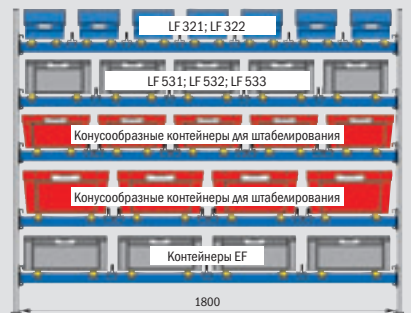 LF 321; LF 322
LF 531; LF 532; LF 533
Конусообразные контейнеры для штабелирования
Конусообразные контейнеры для штабелирования
Контейнеры EF
1800